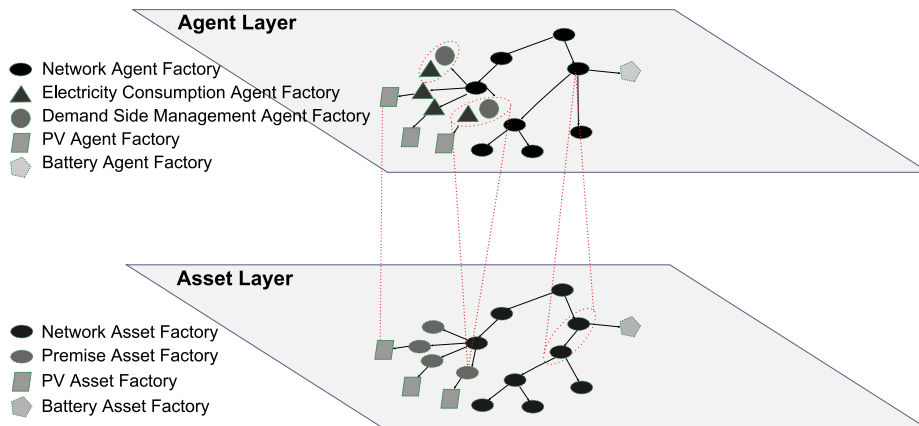 Agent Layer
Network Agent Factory
Electricity Consumption Agent Factory
Demand Side Management Agent Factory
PV Agent Factory
Battery Agent Factory
Asset Layer
Network Asset Factory
Premise Asset Factory
PV Asset Factory
Battery Asset Factory